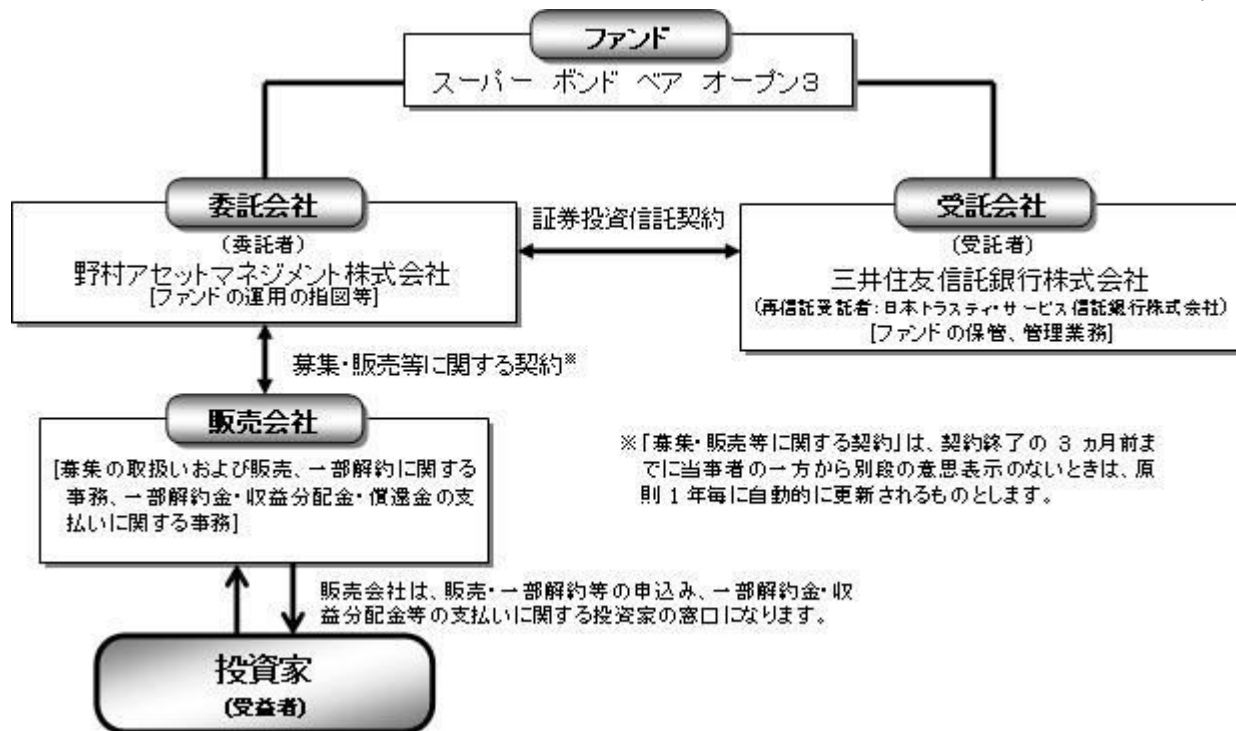 ファンド
スーパー ボンド ベア オープン3
委託会社
(委託者)
野村アセットマネジメント株式会社
[ファンドの運用の指図等]
証券投資信託契約
受託会社
(受託者)
三井住友信託銀行株式会社
(再信託受託者:日本トラスティ・サービス信託銀行株式会社)
[ファンドの保管、管理業務]
募集・販売等に関する契約※
販売会社
[募集の取扱いおよび販売、一部解約に関する
事務、一部解約金・収益分配金・償還金の支
払いに関する事務]
※「募集・販売等に関する契約」は、契約終了の 3 ヵ月前ま
でに当事者の一方から別段の意思表示のないときは、原
則 1 年毎に自動的に更新されるものとします。
販売会社は、販売・一部解約等の申込み、一部解約金・収
益分配金等の支払いに関する投資家の窓口になります。
投資家
(受益者)